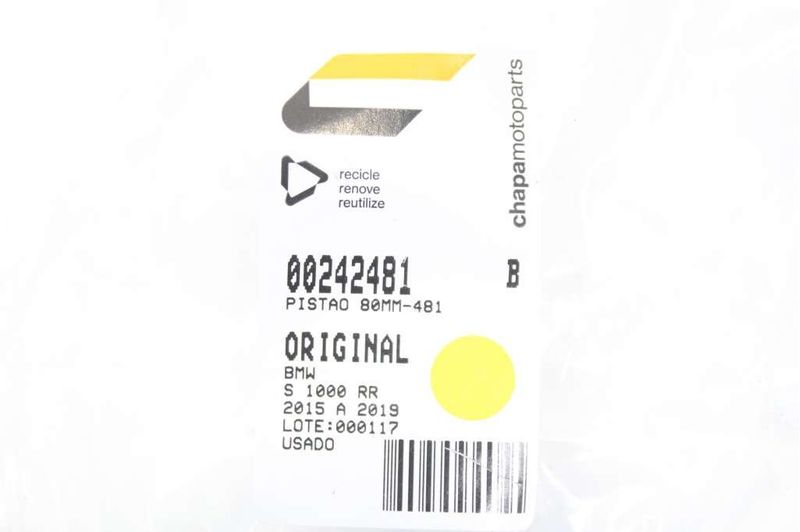 chapamotoparts
recicle
renove
reutilize
00242481 B
PISTAO 80MM-481
ORIGINAL
BMW
S 1000 RR
2015 A 2019
LOTE:000117
USADO